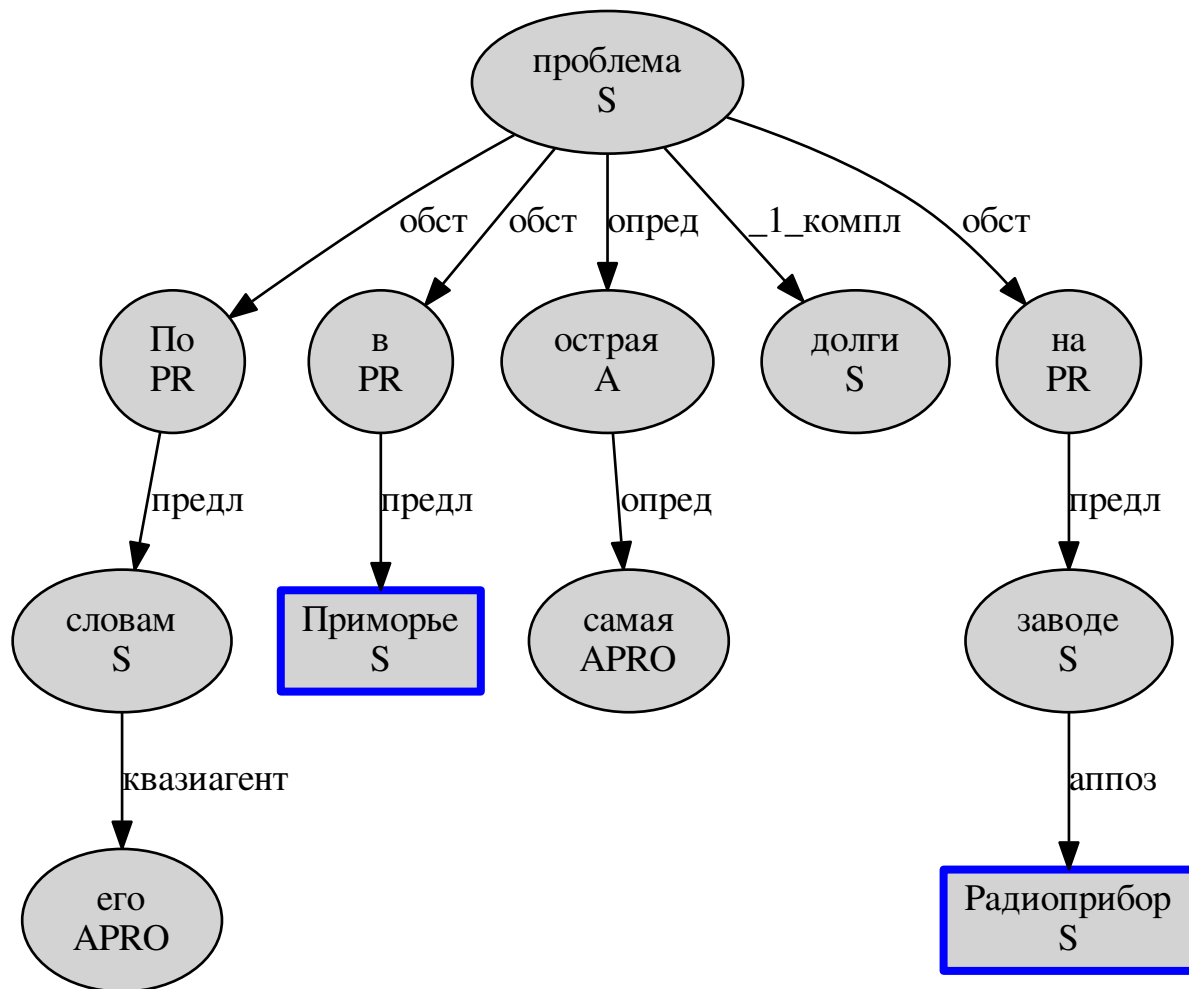 проблема
S
обст
обст
опред
_1_компл
обст
По
PR
в
PR
острая
A
долги
S
на
PR
предл
предл
опред
предл
словам
S
Приморье
S
самая
APRO
заводе
S
квазиагент
аппоз
его
APRO
Радиоприбор
S